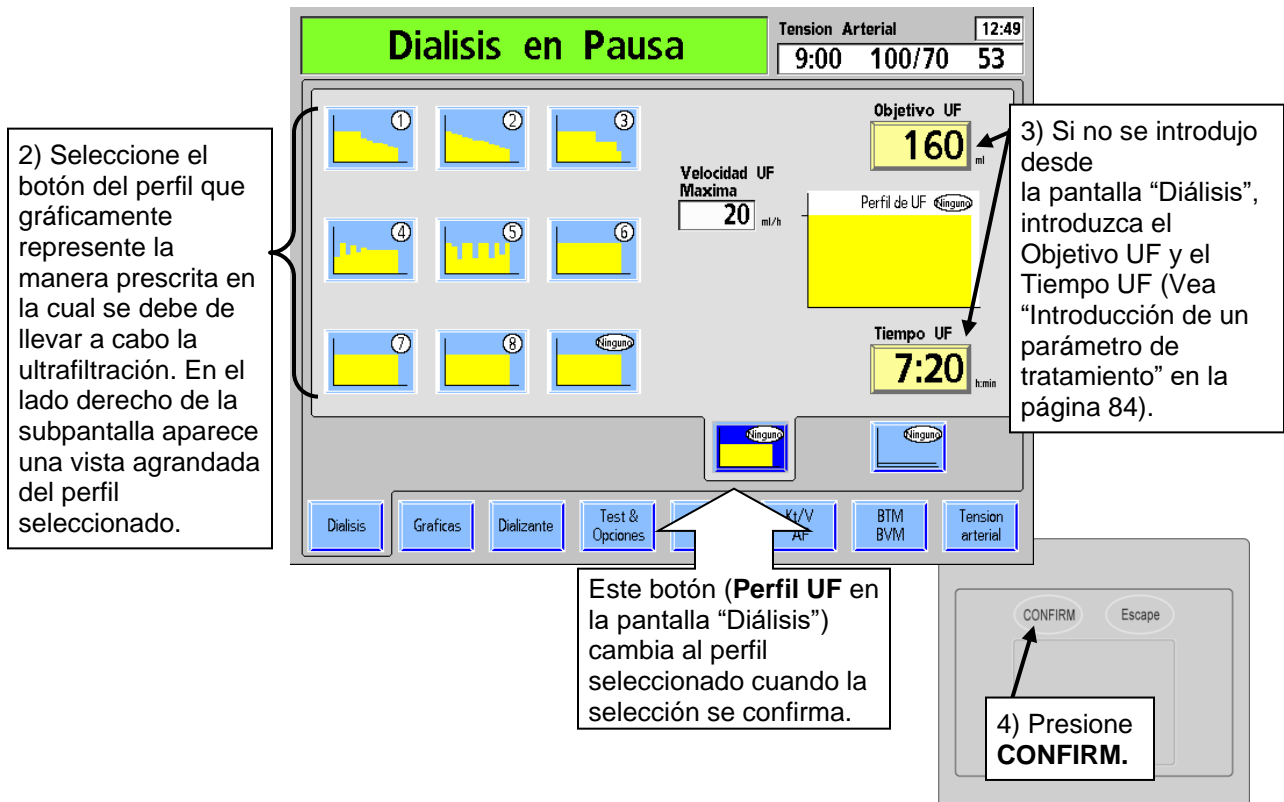 Dialisis en Pausa
Tension Arterial
12:49
9:00 100/70 53
2) Seleccione el
botón del perfil que
gráficamente
represente la
manera prescrita en
la cual se debe de
llevar a cabo la
ultrafiltración. En el
lado derecho de la
subpantalla aparece
una vista agrandada
del perfil
seleccionado.
1
2
3
4
5
6
7
8
Ninguno
Velocidad UF
Maxima
20 ml/h
Objetivo UF
160 ml
Perfil de UF Ninguno
Tiempo UF
7:20 h:min
3) Si no se introdujo
desde
la pantalla “Diálisis”,
introduzca el
Objetivo UF y el
Tiempo UF (Vea
“Introducción de un
parámetro de
tratamiento” en la
página 84).
Ninguno
Ninguno
Dialisis
Graficas
Dializante
Test &
Opciones
Kt/V
AF
BTM
BVM
Tension
arterial
Este botón (Perfil UF en
la pantalla “Diálisis”)
cambia al perfil
seleccionado cuando la
selección se confirma.
CONFIRM
Escape
4) Presione
CONFIRM.